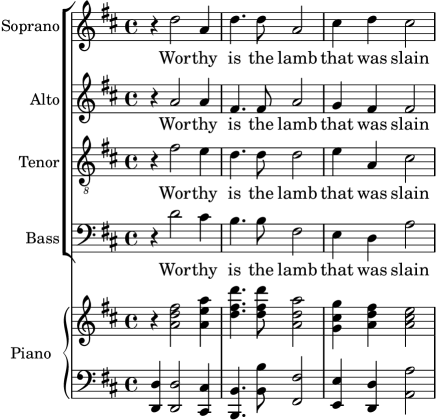 Soprano
Worthy is the lamb that was slain
Alto
Worthy is the lamb that was slain
Tenor
8
Worthy is the lamb that was slain
Bass
Worthy is the lamb that was slain
Piano